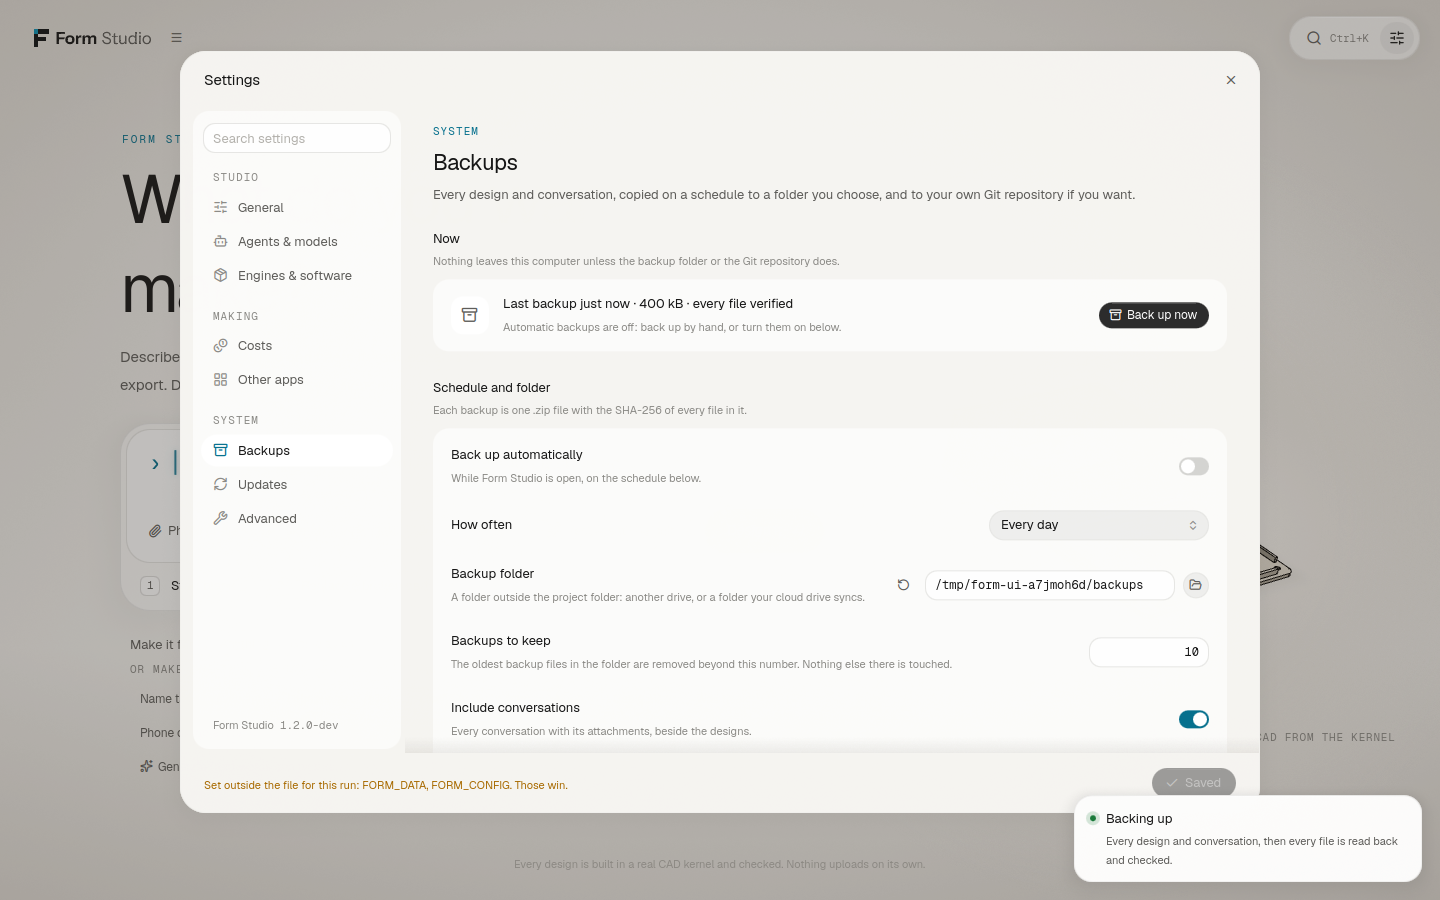 Form Studio
Ctrl+K
Settings
FORM ST
W
ma
Describe
export. D
Ph
1
S
Make it f
OR MAKE
Name t
Phone c
Gen
Search settings
STUDIO
General
Agents & models
Engines & software
MAKING
Costs
Other apps
SYSTEM
Backups
Updates
Advanced
Form Studio 1.2.0-dev
SYSTEM
Backups
Every design and conversation, copied on a schedule to a folder you choose, and to your own Git repository if you want.
Now
Nothing leaves this computer unless the backup folder or the Git repository does.
Last backup just now · 400 kB · every file verified
Automatic backups are off: back up by hand, or turn them on below.
Back up now
Schedule and folder
Each backup is one .zip file with the SHA-256 of every file in it.
Back up automatically
While Form Studio is open, on the schedule below.
How often
Every day
Backup folder
A folder outside the project folder: another drive, or a folder your cloud drive syncs.
/tmp/form-ui-a7jmoh6d/backups
Backups to keep
The oldest backup files in the folder are removed beyond this number. Nothing else there is touched.
10
Include conversations
Every conversation with its attachments, beside the designs.
CAD FROM THE KERNEL
Set outside the file for this run: FORM_DATA, FORM_CONFIG. Those win.
Saved
Backing up
Every design and conversation, then every file is read back
and checked.
Every design is built in a real CAD kernel and checked. Nothing uploads on its own.